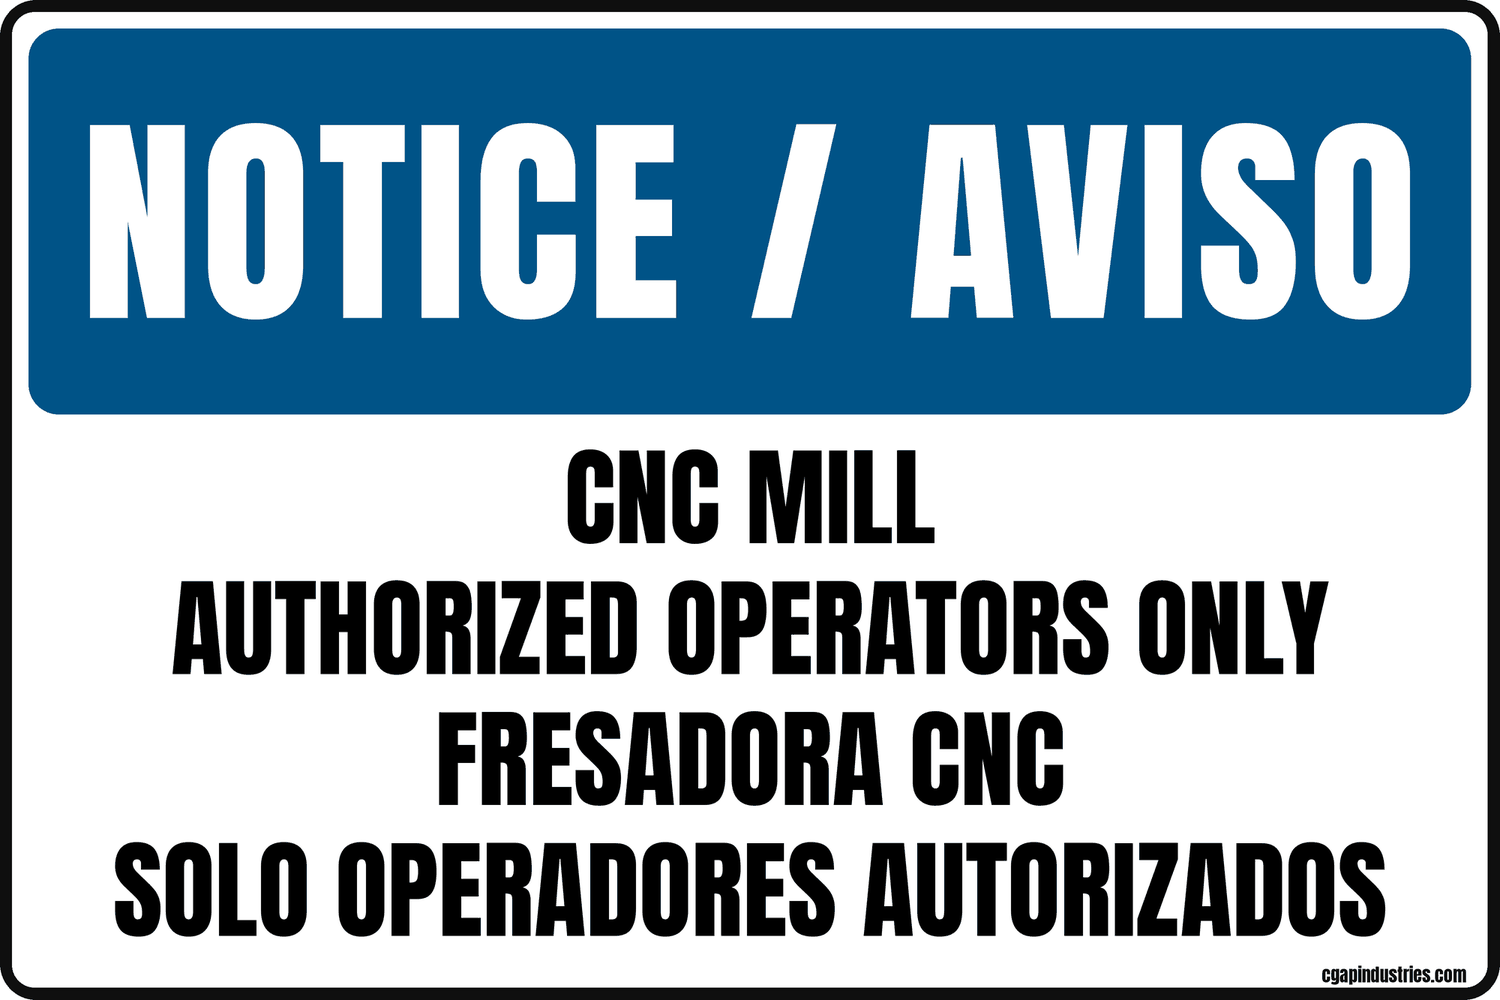 NOTICE / AVISO
CNC MILL
AUTHORIZED OPERATORS ONLY
FRESADORA CNC
SOLO OPERADORES AUTORIZADOS
cgapindustries.com